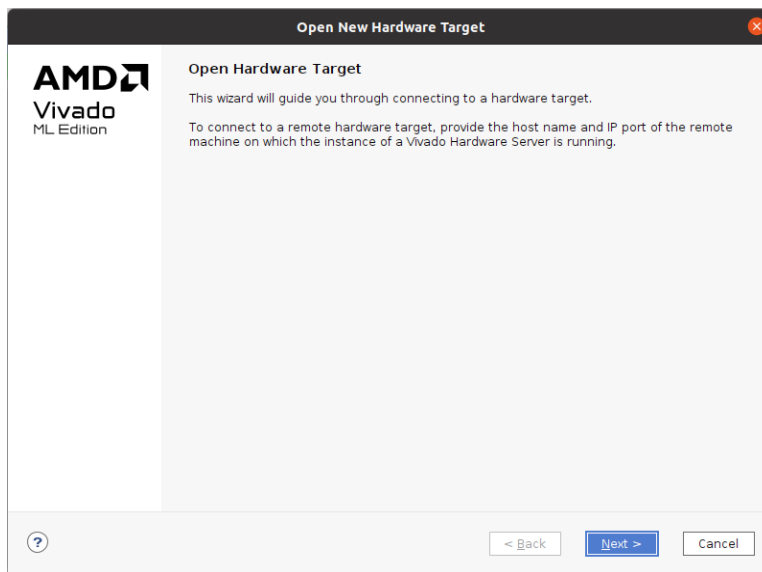 Open New Hardware Target
AMD
Vivado
ML Edition
Open Hardware Target
This wizard will guide you through connecting to a hardware target.
To connect to a remote hardware target, provide the host name and IP port of the remote
machine on which the instance of a Vivado Hardware Server is running.
?
< Back
Next >
Cancel